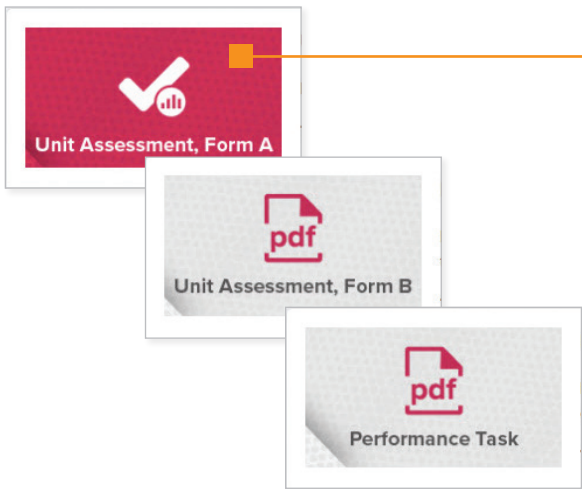 Unit Assessment, Form A
pdf
Unit Assessment, Form B
pdf
Performance Task